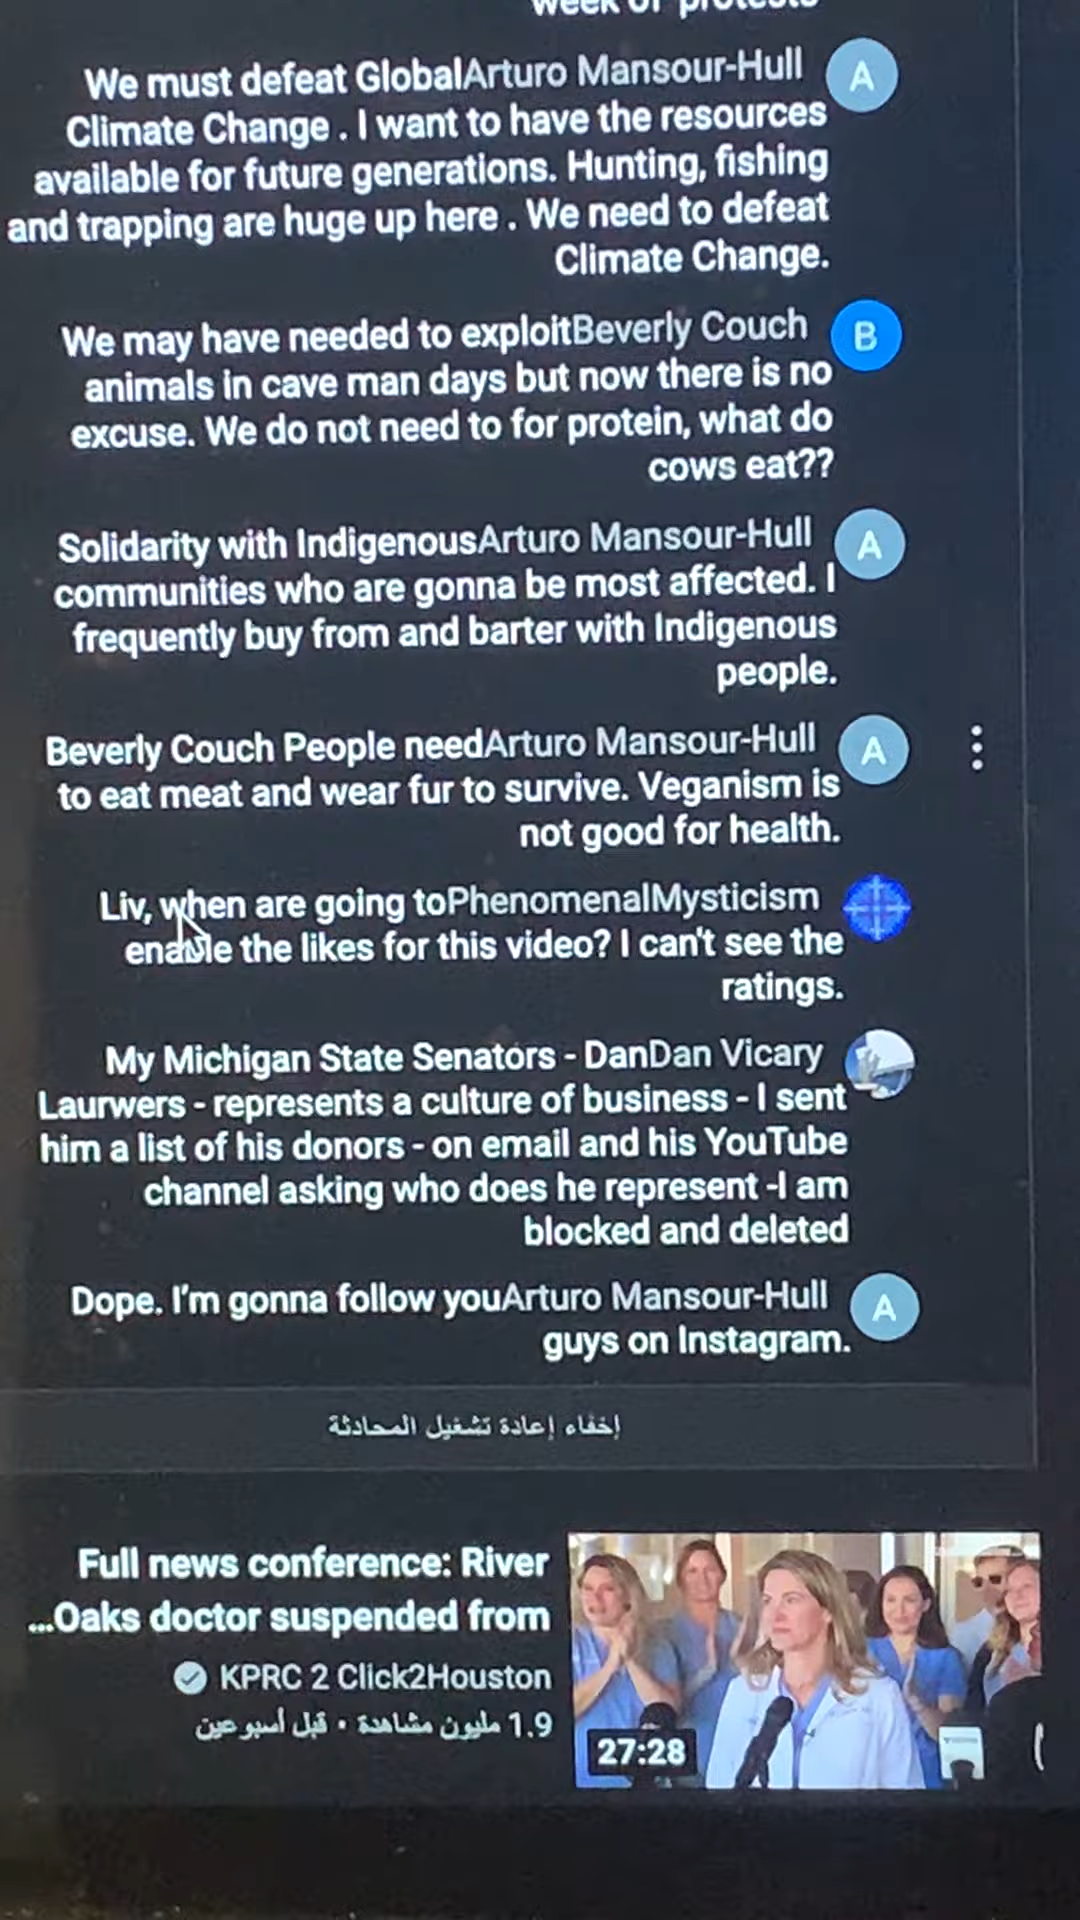 week of protests
We must defeat GlobalArturo Mansour-Hull
A
Climate Change . I want to have the resources
available for future generations. Hunting, fishing
and trapping are huge up here . We need to defeat
Climate Change.
We may have needed to exploitBeverly Couch
B
animals in cave man days but now there is no
excuse. We do not need to for protein, what do
cows eat??
Solidarity with IndigenousArturo Mansour-Hull
A
communities who are gonna be most affected. I
frequently buy from and barter with Indigenous
people.
Beverly Couch People needArturo Mansour-Hull
A
to eat meat and wear fur to survive. Veganism is
not good for health.
Liv, when are going toPhenomenalMysticism
enable the likes for this video? I can't see the
ratings.
My Michigan State Senators - DanDan Vicary
Laurwers - represents a culture of business - I sent
him a list of his donors - on email and his YouTube
channel asking who does he represent -I am
blocked and deleted
Dope. I'm gonna follow youArturo Mansour-Hull
A
guys on Instagram.
إخفاء إعادة تشغيل المحادثة
Full news conference: River
...Oaks doctor suspended from
KPRC 2 Click2Houston
1.9 مليون مشاهدة • قبل أسبوعين
27:28